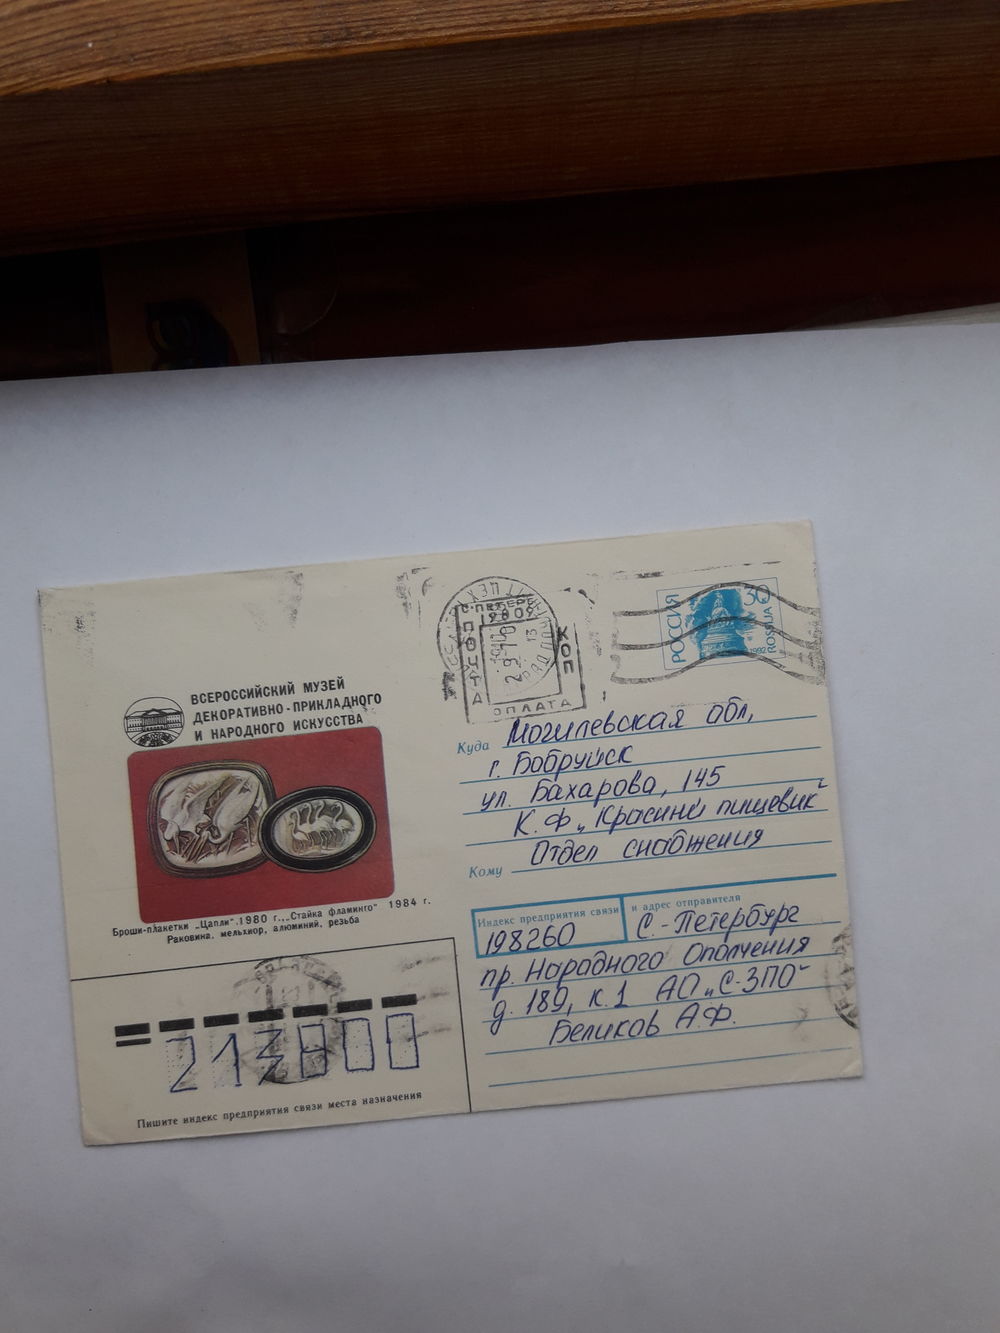 ВСЕРОССИЙСКИЙ МУЗЕЙ
ДЕКОРАТИВНО-ПРИКЛАДНОГО
И НАРОДНОГО ИСКУССТВА
Броши-плакетки „Цапли“.1980 г.,„Стайка фламинго“ 1984 г.
Раковина, мельхиор, алюминий, резьба
ПОЧТА
КОП
ОПЛАТА
РОССИЯ
30
1992
ROSSIJA
Куда Могилевская обл,
г. Бобруйск
ул. Бахарова, 145
К.Ф „Красный пищевик“
Отдел снабжения
Кому
Индекс предприятия связи и адрес отправителя
198260 С.-Петербург
пр. Народного Ополчения
д. 189, к.1 АО „С-ЗПО“
Беликов А.Ф.
213800
Пишите индекс предприятия связи места назначения